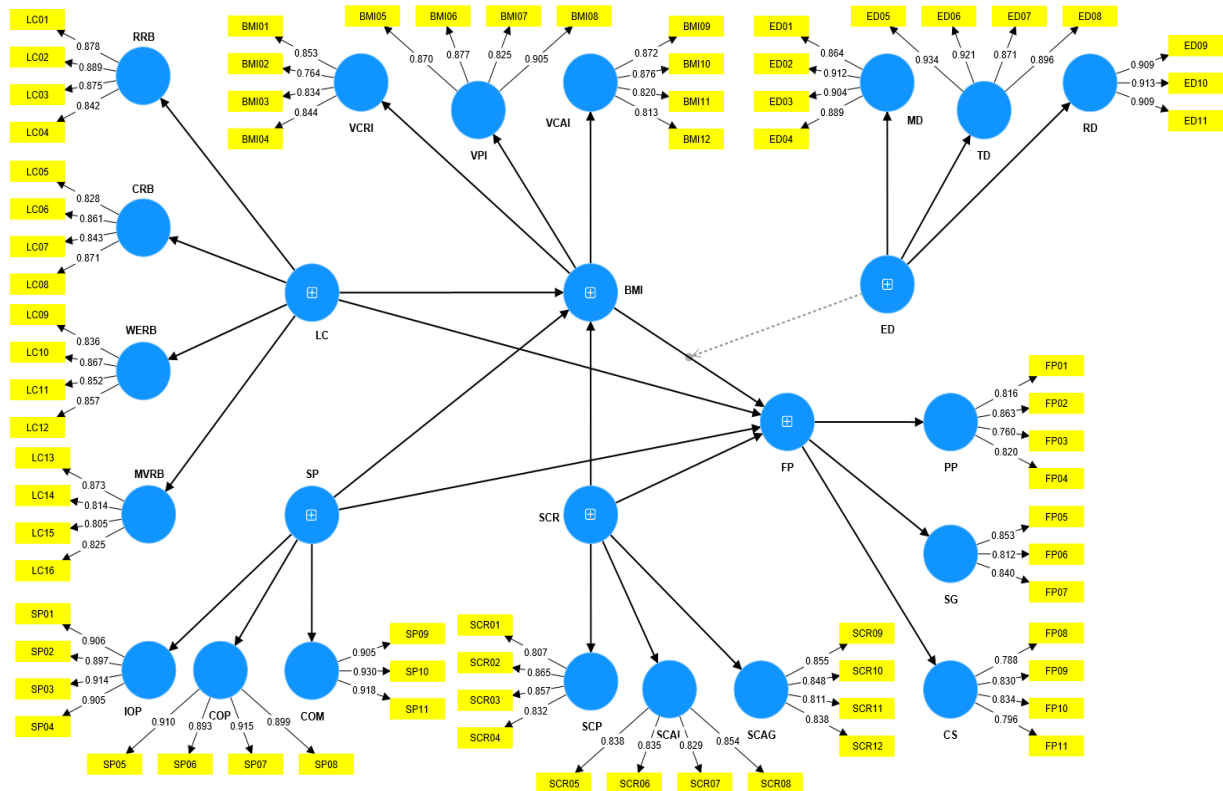 LC01
LC02
LC03
LC04
0.878
0.889
0.875
0.842
RRB
LC05
LC06
LC07
LC08
0.828
0.861
0.843
0.871
CRB
LC09
LC10
LC11
LC12
0.836
0.867
0.852
0.857
WERB
LC13
LC14
LC15
LC16
0.873
0.814
0.805
0.825
MVRB
LC
BMI01
BMI02
BMI03
BMI04
0.853
0.764
0.834
0.844
VCRI
BMI05
BMI06
BMI07
BMI08
0.870
0.877
0.825
0.905
VPI
BMI09
BMI10
BMI11
BMI12
0.872
0.876
0.820
0.813
VCAI
BMI
ED01
ED02
ED03
ED04
0.864
0.912
0.904
0.889
MD
ED05
ED06
ED07
ED08
0.934
0.921
0.871
0.896
TD
ED09
ED10
ED11
0.909
0.913
0.909
RD
ED
SP
SP01
SP02
SP03
SP04
0.906
0.897
0.914
0.905
IOP
SP05
SP06
SP07
SP08
0.910
0.893
0.915
0.899
COP
SP09
SP10
SP11
0.905
0.930
0.918
COM
SCR
SCR01
SCR02
SCR03
SCR04
0.807
0.865
0.857
0.832
SCP
SCR05
SCR06
SCR07
SCR08
0.838
0.835
0.829
0.854
SCAI
SCR09
SCR10
SCR11
SCR12
0.855
0.848
0.811
0.838
SCAG
FP
FP01
FP02
FP03
FP04
0.816
0.863
0.760
0.820
PP
FP05
FP06
FP07
0.853
0.812
0.840
SG
FP08
FP09
FP10
FP11
0.788
0.830
0.834
0.796
CS